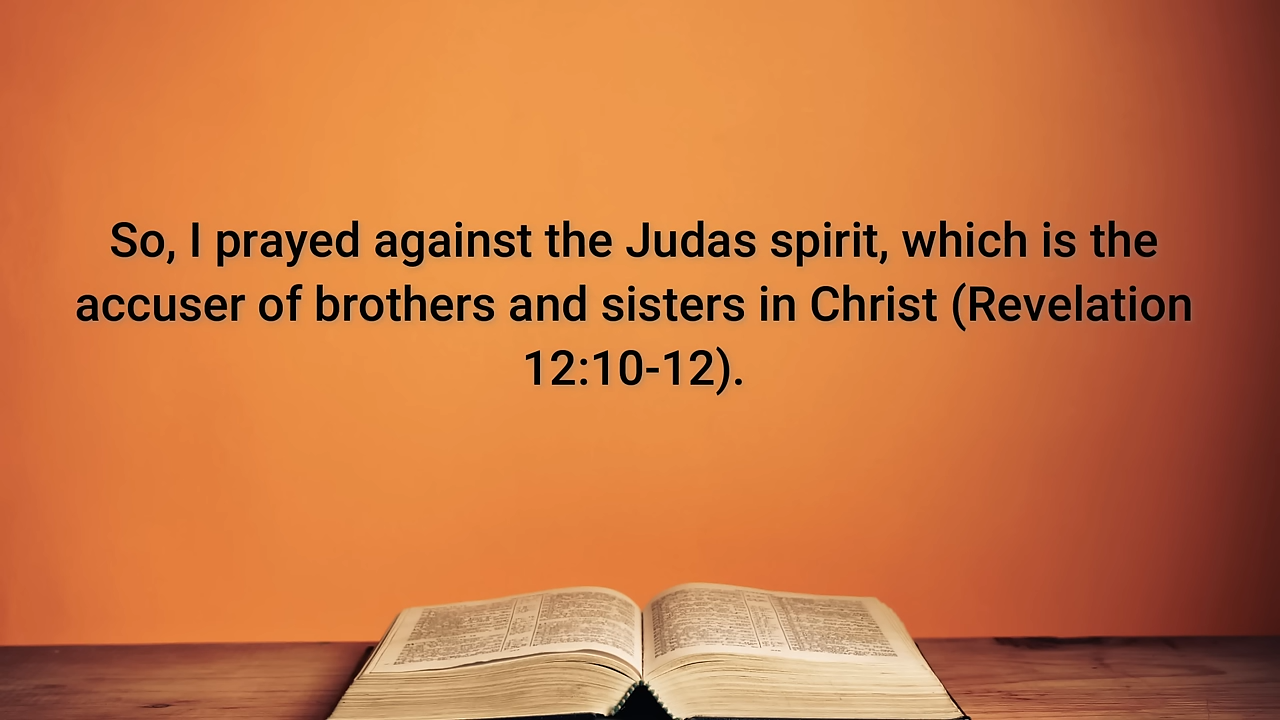 So, I prayed against the Judas spirit, which is the
accuser of brothers and sisters in Christ (Revelation
12:10-12).